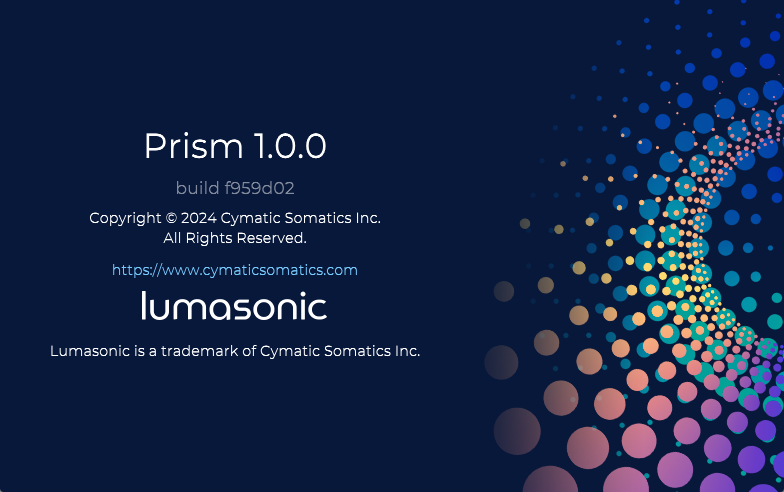 Prism 1.0.0
build f959d02
Copyright © 2024 Cymatic Somatics Inc.
All Rights Reserved.
https://www.cymaticsomatics.com
lumasonic
Lumasonic is a trademark of Cymatic Somatics Inc.